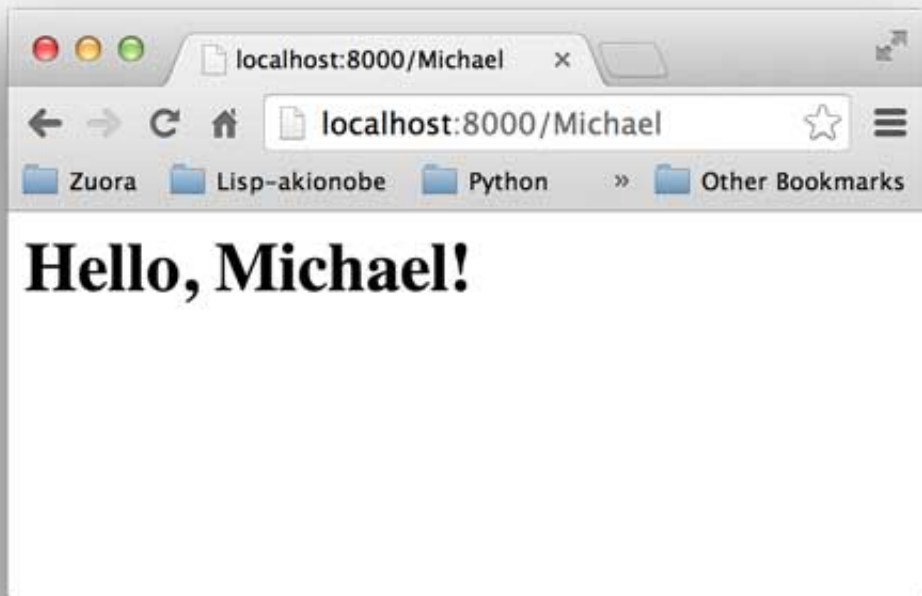 localhost:8000/Michael ×
localhost:8000/Michael
Zuora Lisp-akionobe Python » Other Bookmarks
Hello, Michael!